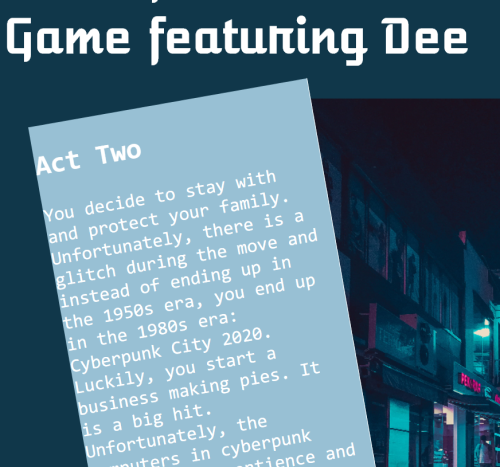 Game featuring Dee
Act Two
You decide to stay with
and protect your family.
Unfortunately, there is a
glitch during the move and
instead of ending up in
the 1950s era, you end up
in the 1980s era:
Cyberpunk City 2020.
Luckily, you start a
business making pies. It
is a big hit.
Unfortunately, the
in cyberpunk
and